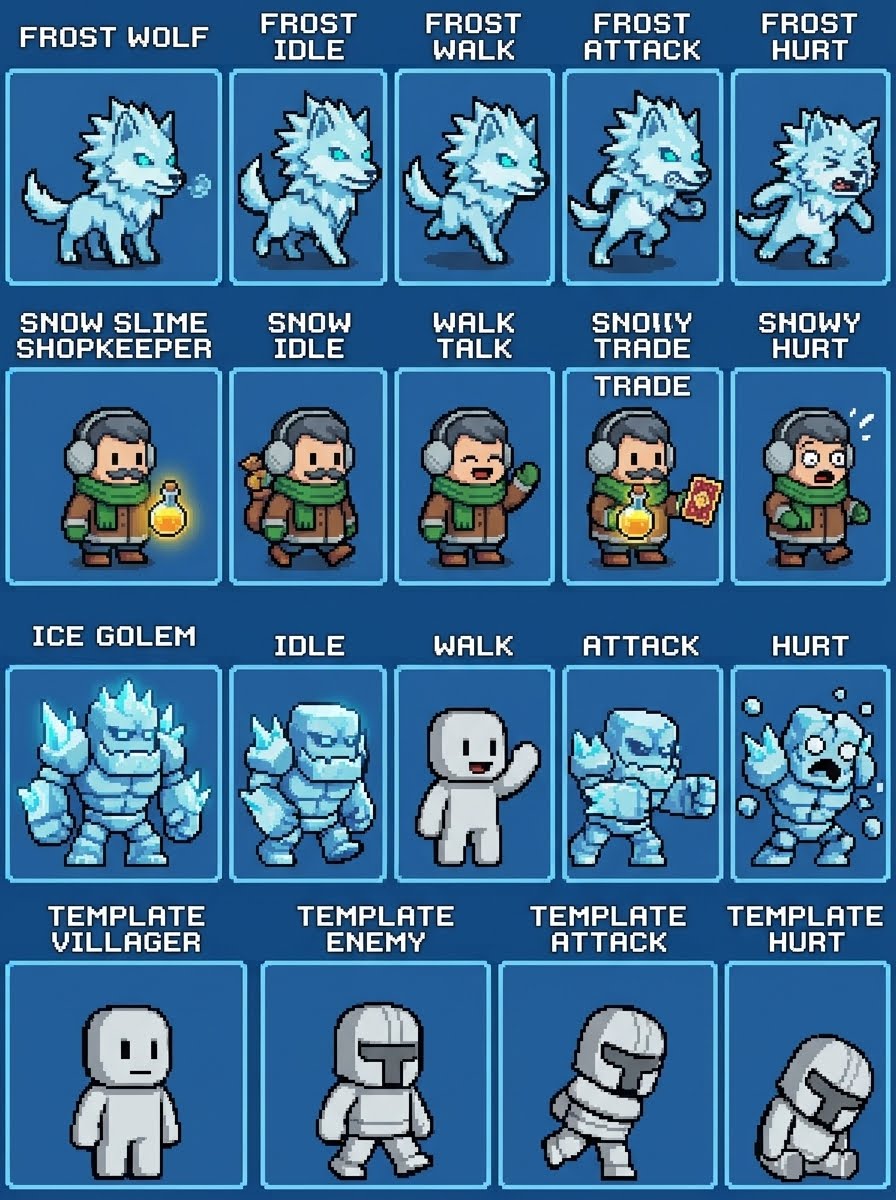 FROST WOLF
FROST
IDLE
FROST
WALK
FROST
ATTACK
FROST
HURT
SNOW SLIME
SHOPKEEPER
SNOW
IDLE
WALK
TALK
TRADE
TRADE
SNOWY
HURT
ICE GOLEM
IDLE
WALK
ATTACK
HURT
TEMPLATE
VILLAGER
TEMPLATE
ENEMY
TEMPLATE
ATTACK
TEMPLATE
HURT